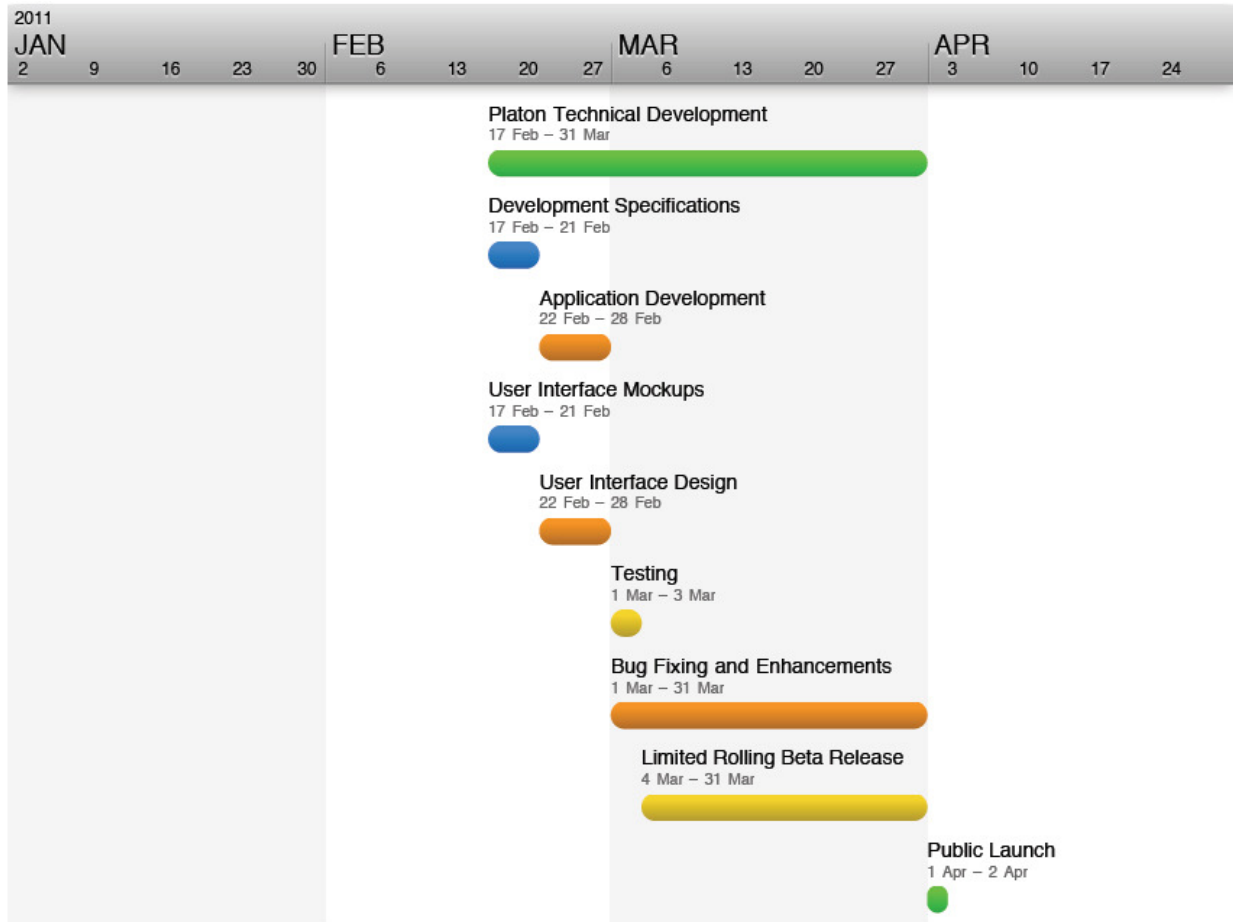 2011
JAN FEB MAR APR
2 9 16 23 30 6 13 20 27 6 13 20 27 3 10 17 24
Platon Technical Development
17 Feb – 31 Mar
Development Specifications
17 Feb – 21 Feb
Application Development
22 Feb – 28 Feb
User Interface Mockups
17 Feb – 21 Feb
User Interface Design
22 Feb – 28 Feb
Testing
1 Mar – 3 Mar
Bug Fixing and Enhancements
1 Mar – 31 Mar
Limited Rolling Beta Release
4 Mar – 31 Mar
Public Launch
1 Apr – 2 Apr